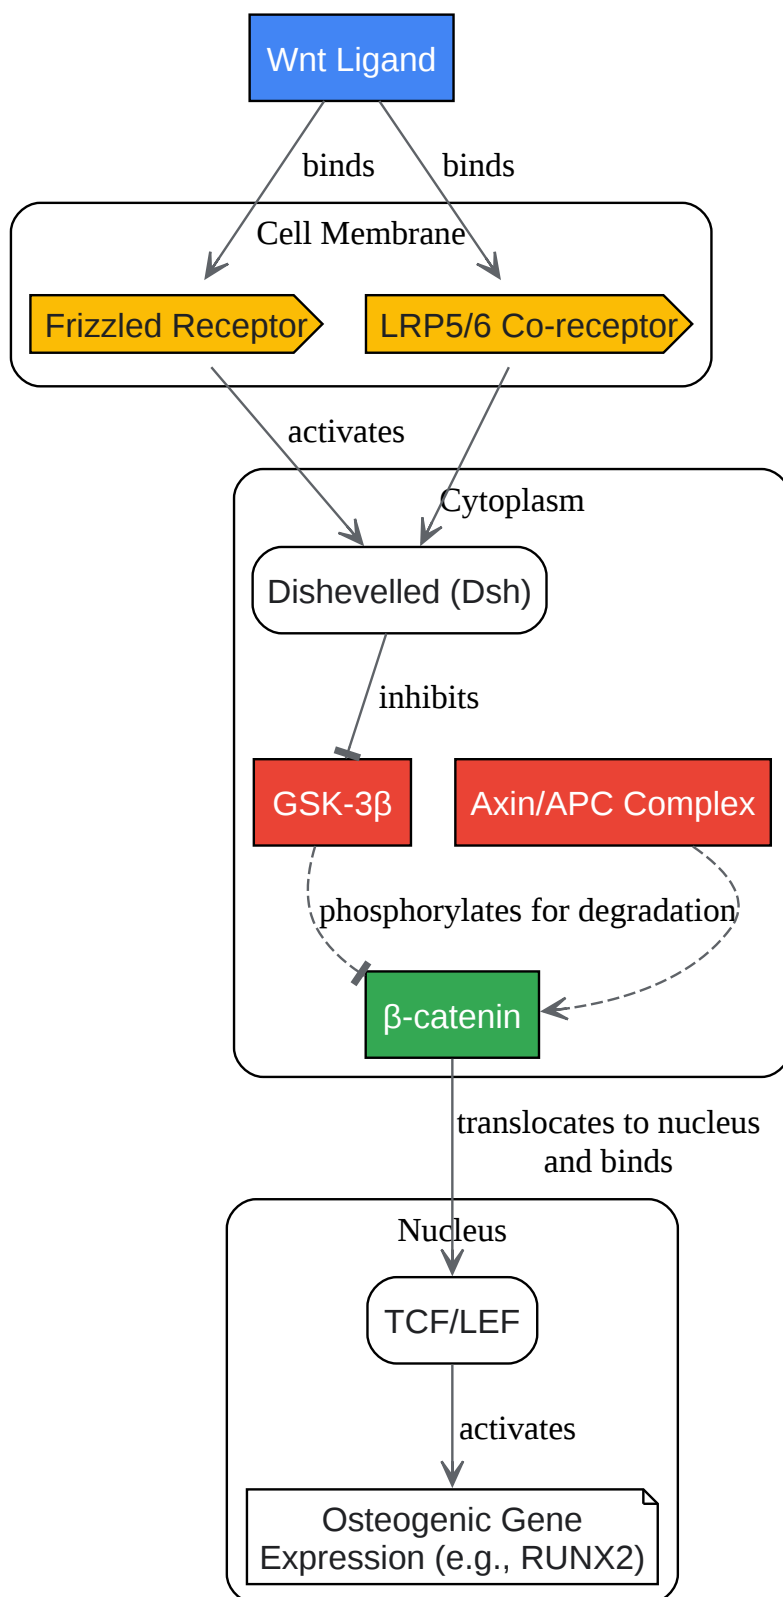 Wnt Ligand
binds
binds
Cell Membrane
Frizzled Receptor
LRP5/6 Co-receptor
activates
Cytoplasm
Dishevelled (Dsh)
inhibits
GSK-3β
Axin/APC Complex
phosphorylates for degradation
β-catenin
translocates to nucleus
and binds
Nucleus
TCF/LEF
activates
Osteogenic Gene
Expression (e.g., RUNX2)